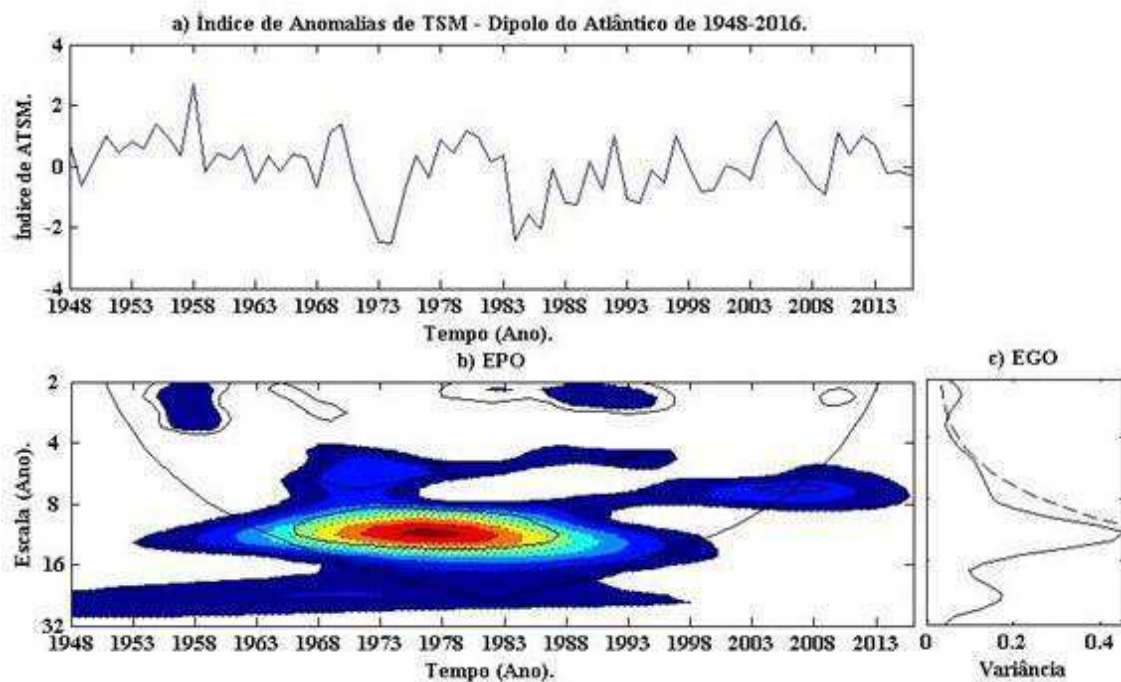 a) Índice de Anomalias de TSM - Dipolo do Atlântico de 1948-2016.
Índice de ATSM.
4
2
0
-2
-4
1948 1953 1958 1963 1968 1973 1978 1983 1988 1993 1998 2003 2008 2013
Tempo (Ano).
b) EPO
Escala (Ano).
2
4
8
16
32
1948 1953 1958 1963 1968 1973 1978 1983 1988 1993 1998 2003 2008 2013
Tempo (Ano).
c) EGO
0 0.2 0.4
Variância